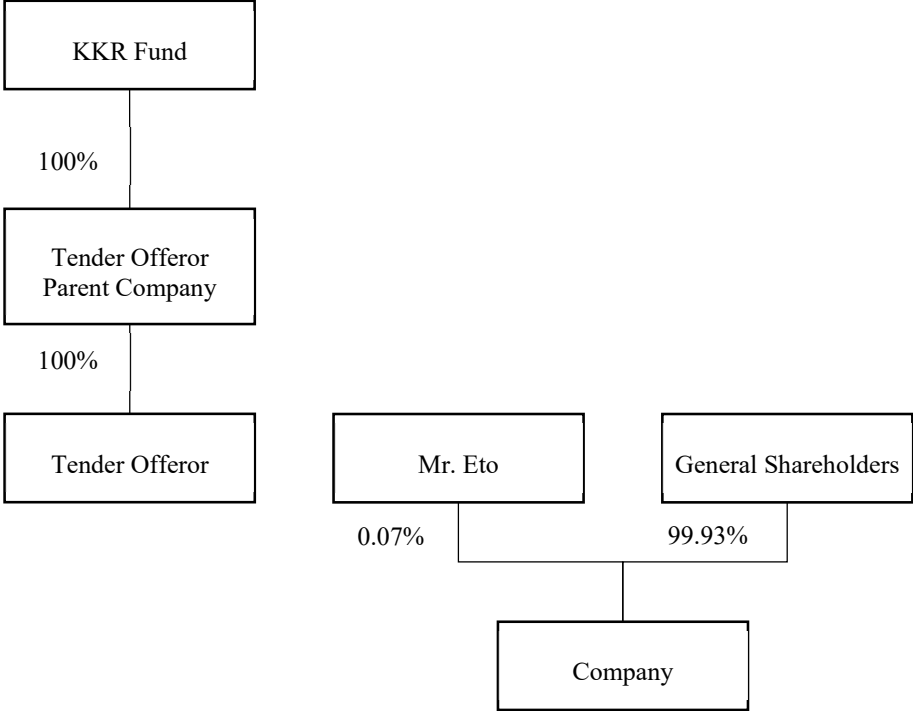 KKR Fund
100%
Tender Offeror
Parent Company
100%
Tender Offeror
Mr. Eto
General Shareholders
0.07%
99.93%
Company